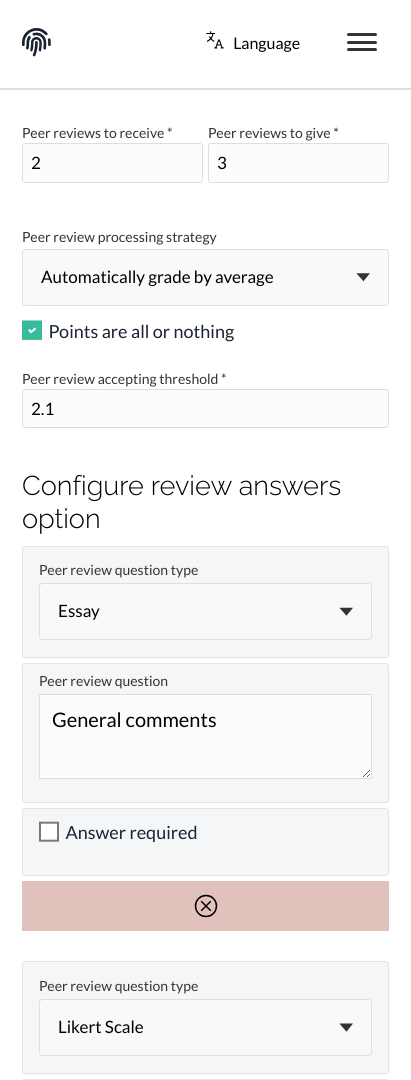 Language
Peer reviews to receive *
Peer reviews to give *
2
3
Peer review processing strategy
Automatically grade by average
Points are all or nothing
Peer review accepting threshold *
2.1
Configure review answers
option
Peer review question type
Essay
Peer review question
General comments
Answer required
Peer review question type
Likert Scale